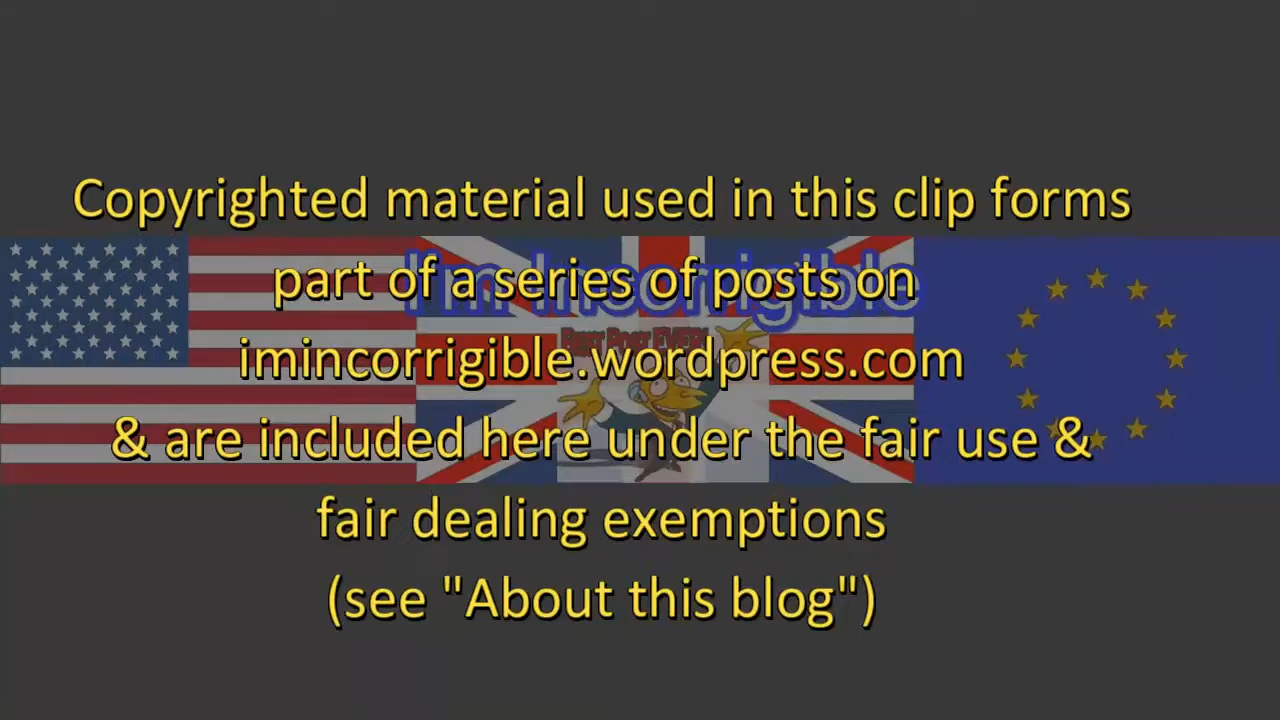 Copyrighted material used in this clip forms
part of a series of posts on
I'm Incorrigible
imincorrigible.wordpress.com
& are included here under the fair use &
fair dealing exemptions
(see "About this blog")